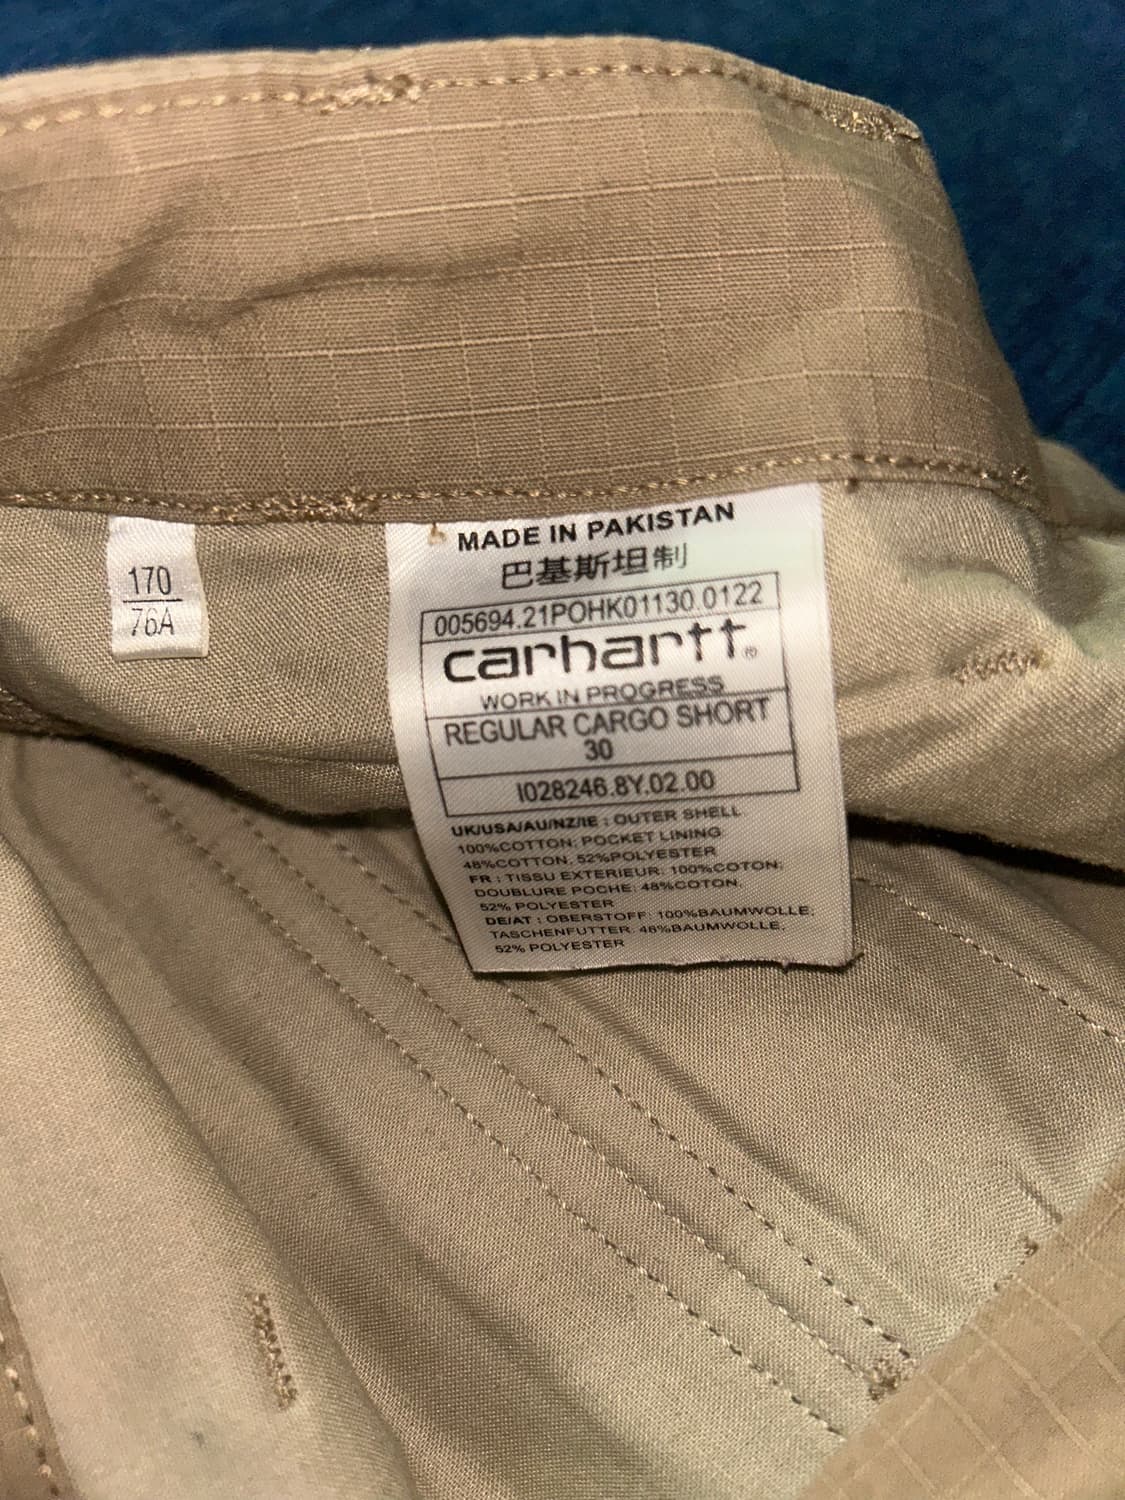 170
76A
MADE IN PAKISTAN
巴基斯坦制
005694.21POHK01130.0122
carhartt®
WORK IN PROGRESS
REGULAR CARGO SHORT
30
I028246.8Y.02.00
UK/USA/AU/NZ/IE : OUTER SHELL
100%COTTON; POCKET LINING
48%COTTON, 52%POLYESTER
FR : TISSU EXTERIEUR: 100%COTON;
DOUBLURE POCHE: 48%COTON,
52% POLYESTER
DE/AT : OBERSTOFF: 100%BAUMWOLLE;
TASCHENFUTTER: 48%BAUMWOLLE,
52% POLYESTER